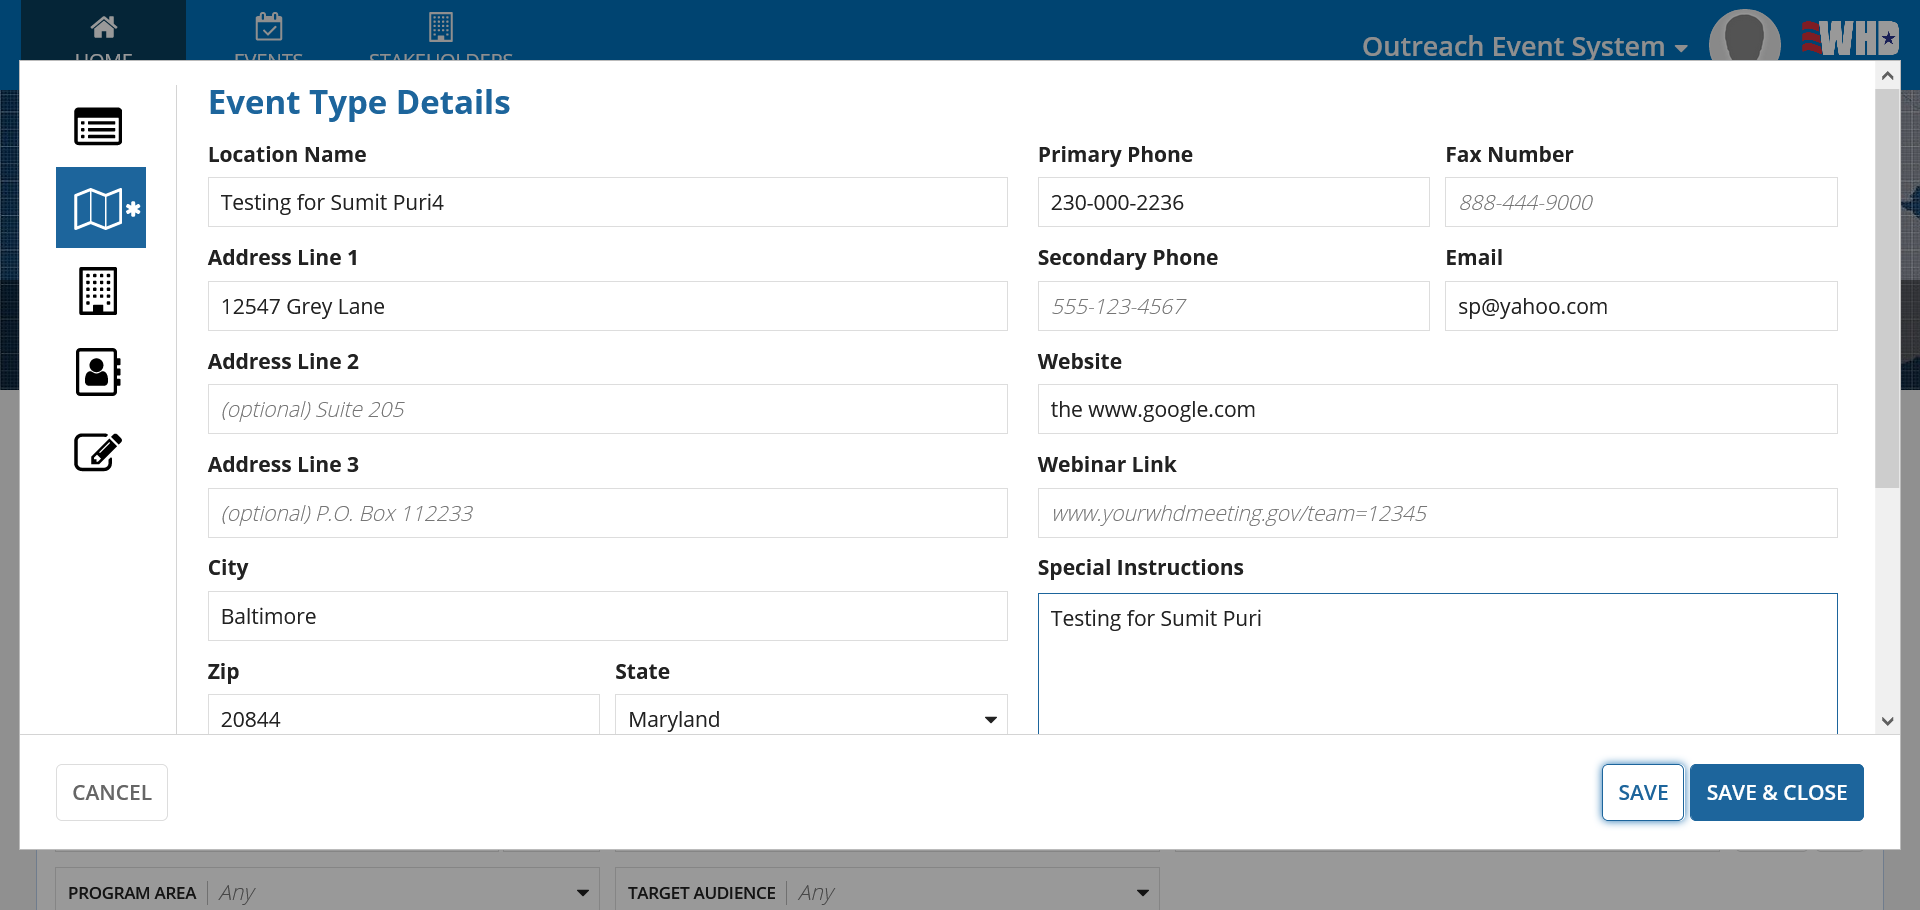 HOME
EVENTS
STAKEHOLDERS
Outreach Event System
WHD
Event Type Details
Location Name
Testing for Sumit Puri4
Address Line 1
12547 Grey Lane
Address Line 2
(optional) Suite 205
Address Line 3
(optional) P.O. Box 112233
City
Baltimore
Zip
State
20844
Maryland
Primary Phone
Fax Number
230-000-2236
888-444-9000
Secondary Phone
Email
555-123-4567
sp@yahoo.com
Website
the www.google.com
Webinar Link
www.yourwhdmeeting.gov/team=12345
Special Instructions
Testing for Sumit Puri
CANCEL
SAVE
SAVE & CLOSE
PROGRAM AREA
Any
TARGET AUDIENCE
Any